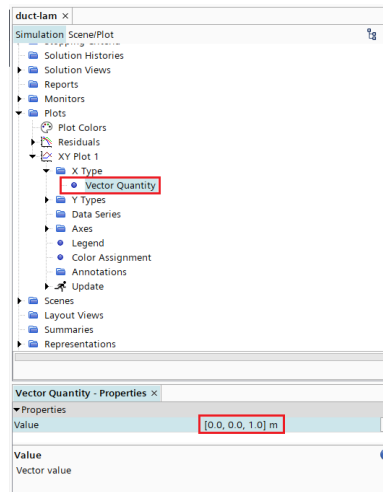 duct-lam ×
Simulation Scene/Plot
Stopping Criteria
Solution Histories
Solution Views
Reports
Monitors
Plots
Plot Colors
Residuals
XY Plot 1
X Type
Vector Quantity
Y Types
Data Series
Axes
Legend
Color Assignment
Annotations
Update
Scenes
Layout Views
Summaries
Representations
Vector Quantity - Properties ×
Properties
Value [0.0, 0.0, 1.0] m
Value
Vector value